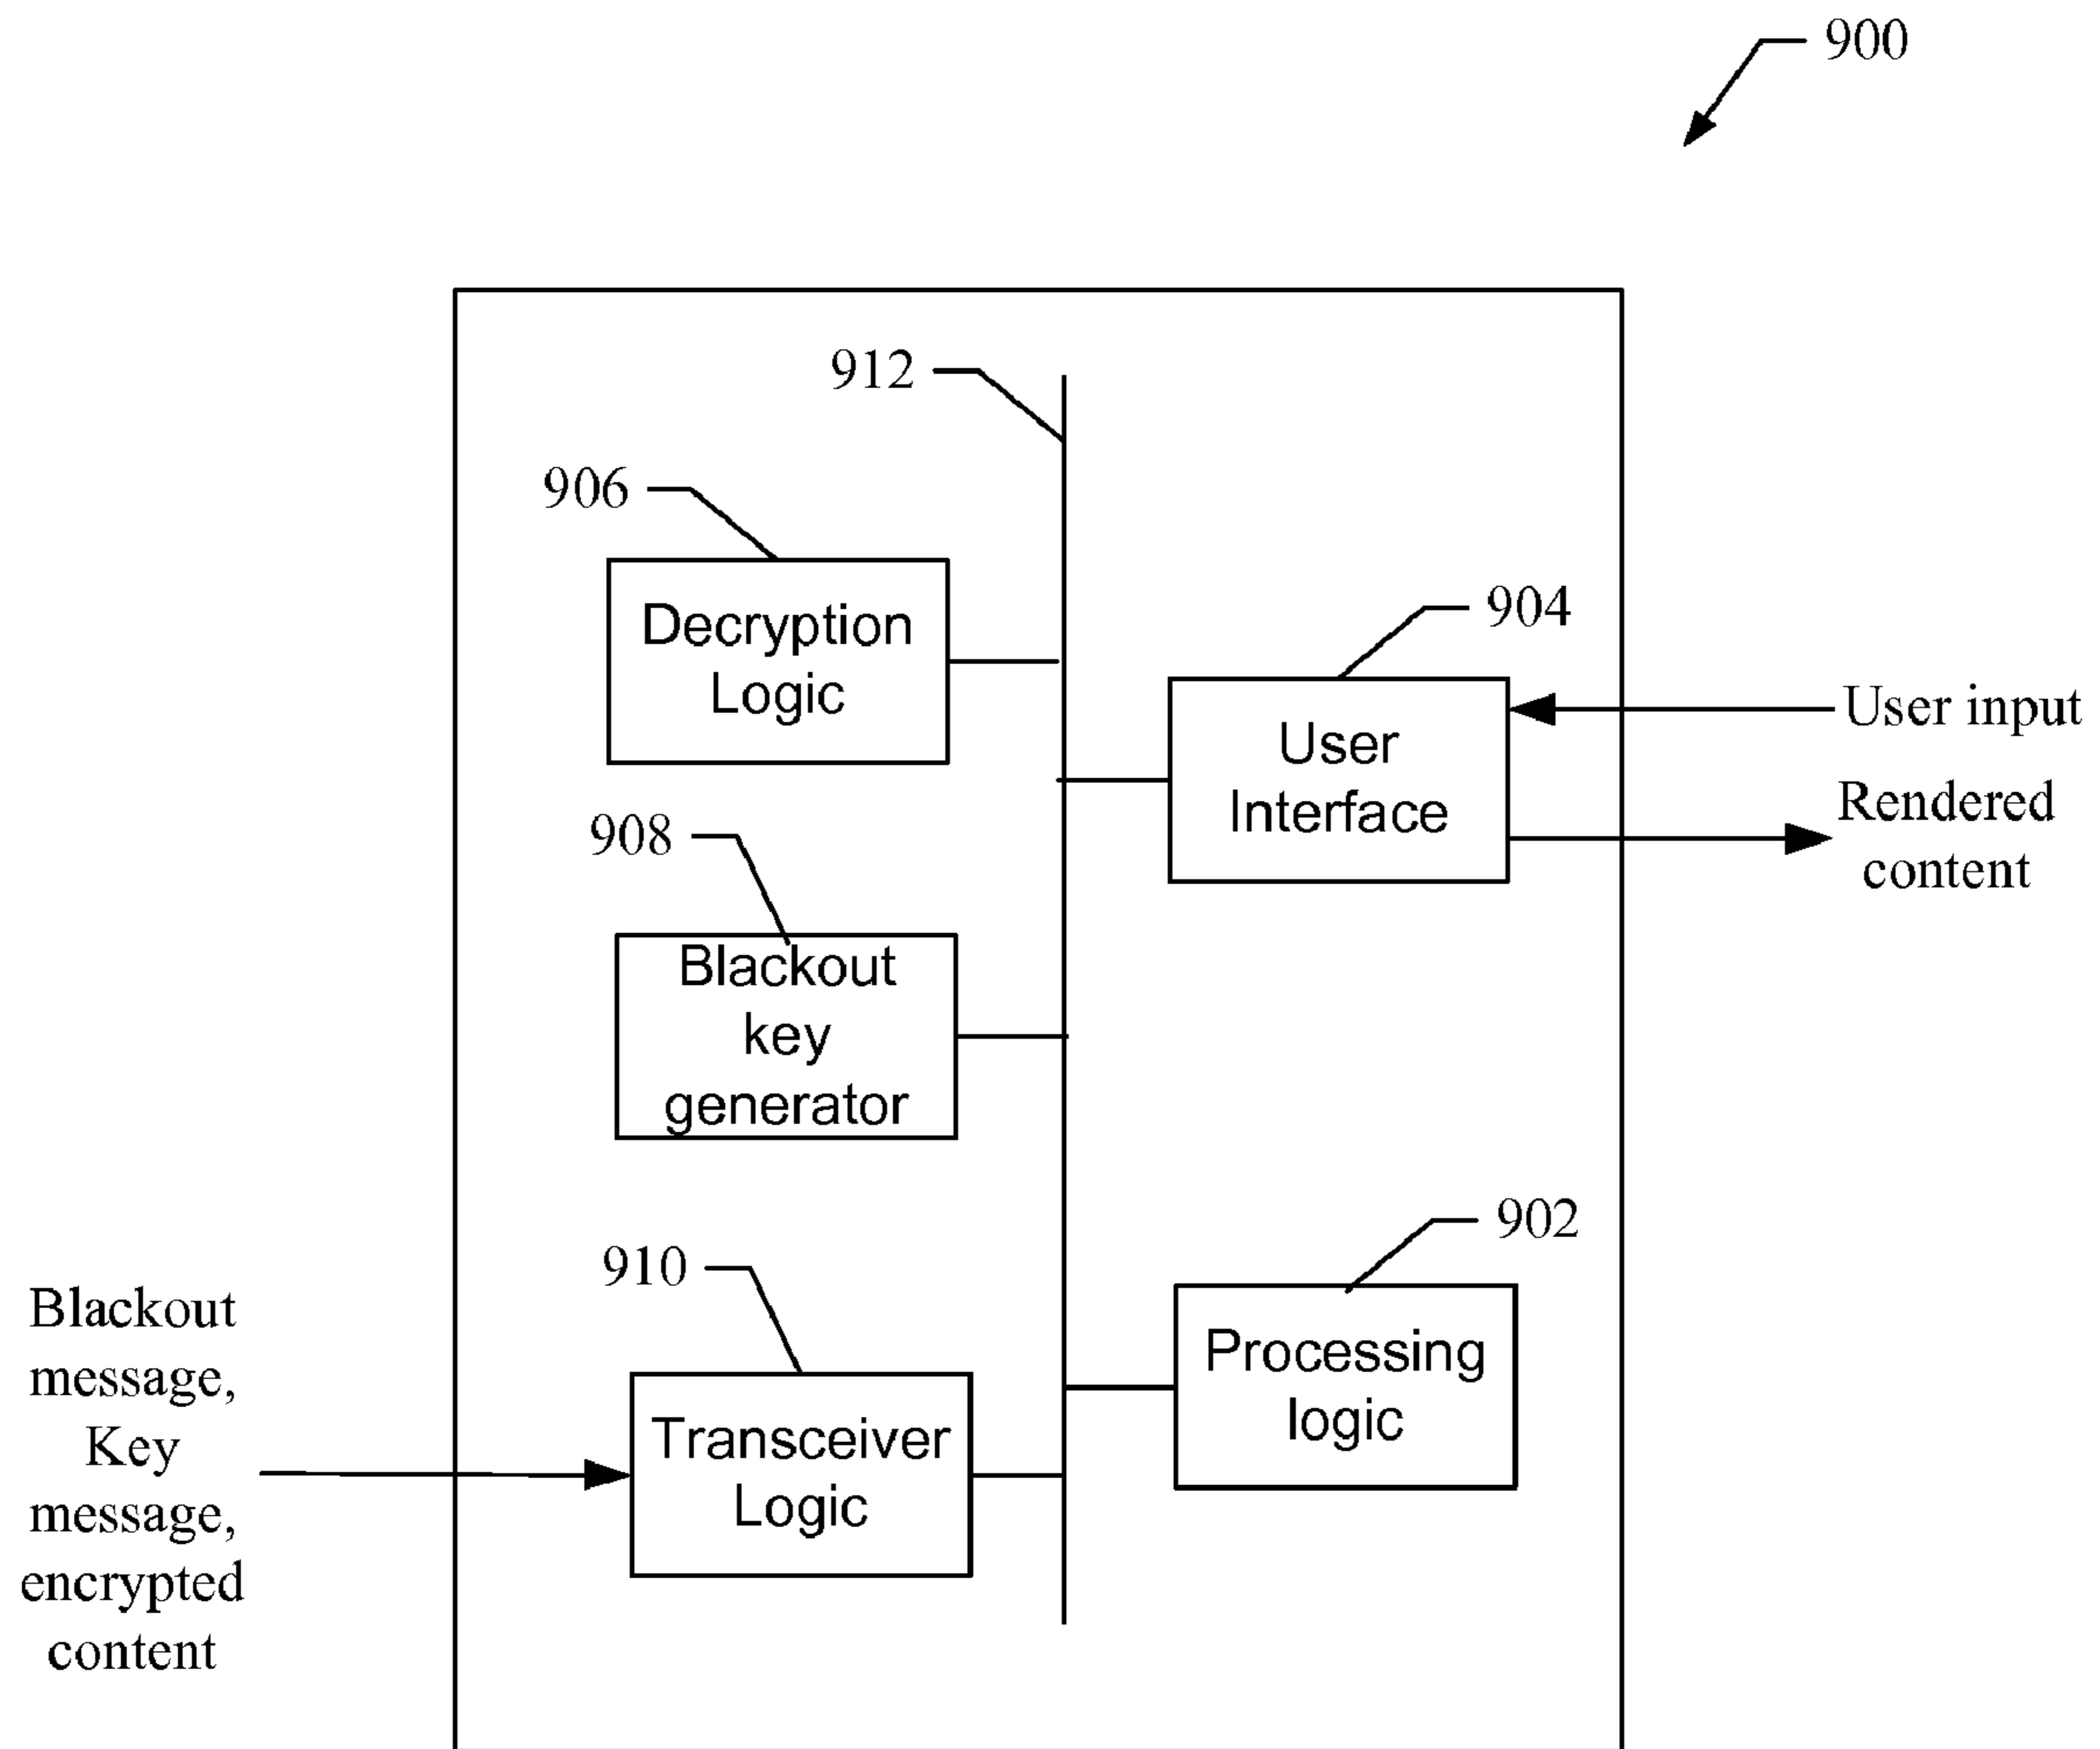 900
912
906
Decryption
Logic
904
User
Interface
User input
Rendered
content
908
Blackout
key
generator
902
Processing
logic
910
Transceiver
Logic
Blackout
message,
Key
message,
encrypted
content